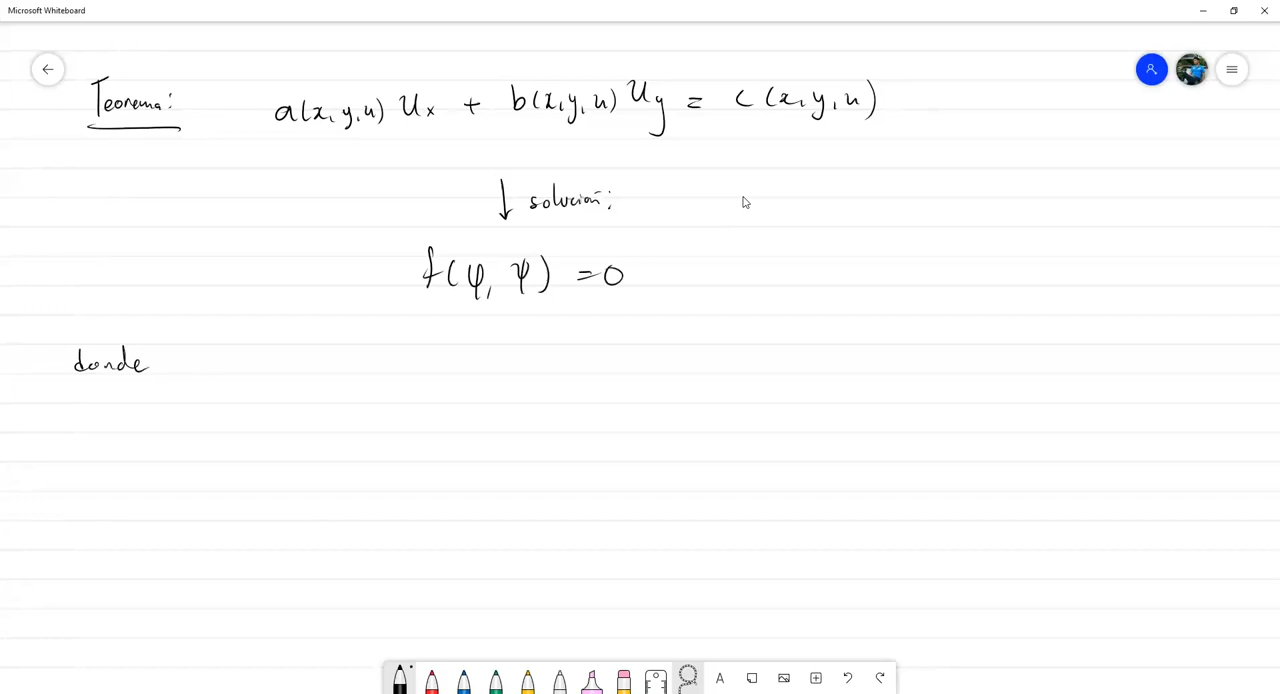 Microsoft Whiteboard
Teorema: a(x,y,u) Ux + b(x,y,u) Uy = c(x,y,u)
↓ solución:
f(φ, ψ) = 0
donde
A